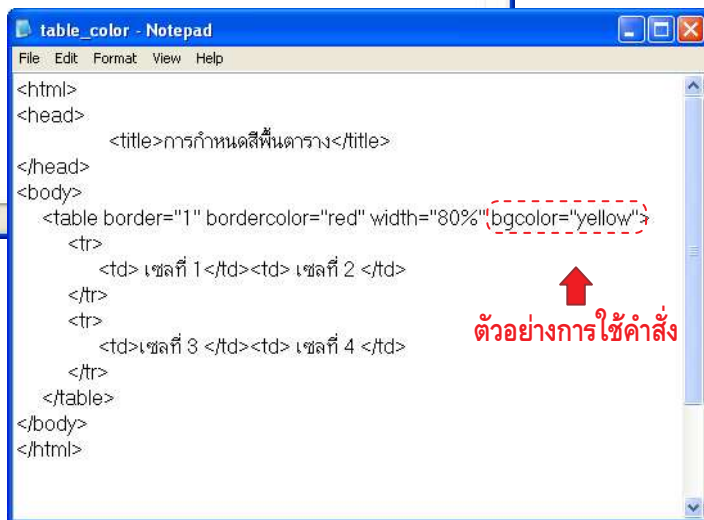 table_color - Notepad
File Edit Format View Help
<html>
<head>
<title>การกำหนดสีพื้นตาราง</title>
</head>
<body>
<table border="1" bordercolor="red" width="80%" bgcolor="yellow">
<tr>
<td> เซลที่ 1</td><td> เซลที่ 2 </td>
</tr>
<tr>
<td>เซลที่ 3 </td><td> เซลที่ 4 </td>
</tr>
</table>
</body>
</html>
ตัวอย่างการใช้คำสั่ง